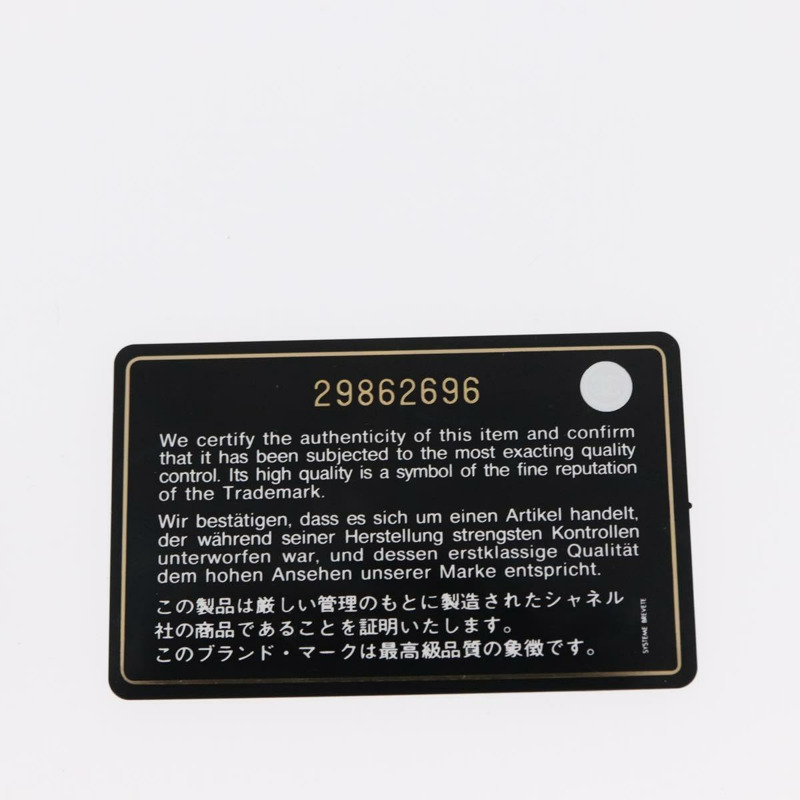 29862696
We certify the authenticity of this item and confirm
that it has been subjected to the most exacting quality
control. Its high quality is a symbol of the fine reputation
of the Trademark.
Wir bestätigen, dass es sich um einen Artikel handelt,
der während seiner Herstellung strengsten Kontrollen
unterworfen war, und dessen erstklassige Qualität
dem hohen Ansehen unserer Marke entspricht.
この製品は厳しい管理のもとに製造されたシャネル
社の商品であることを証明いたします。
このブランド・マークは最高級品質の象徴です。
SYSTEME BREVETE